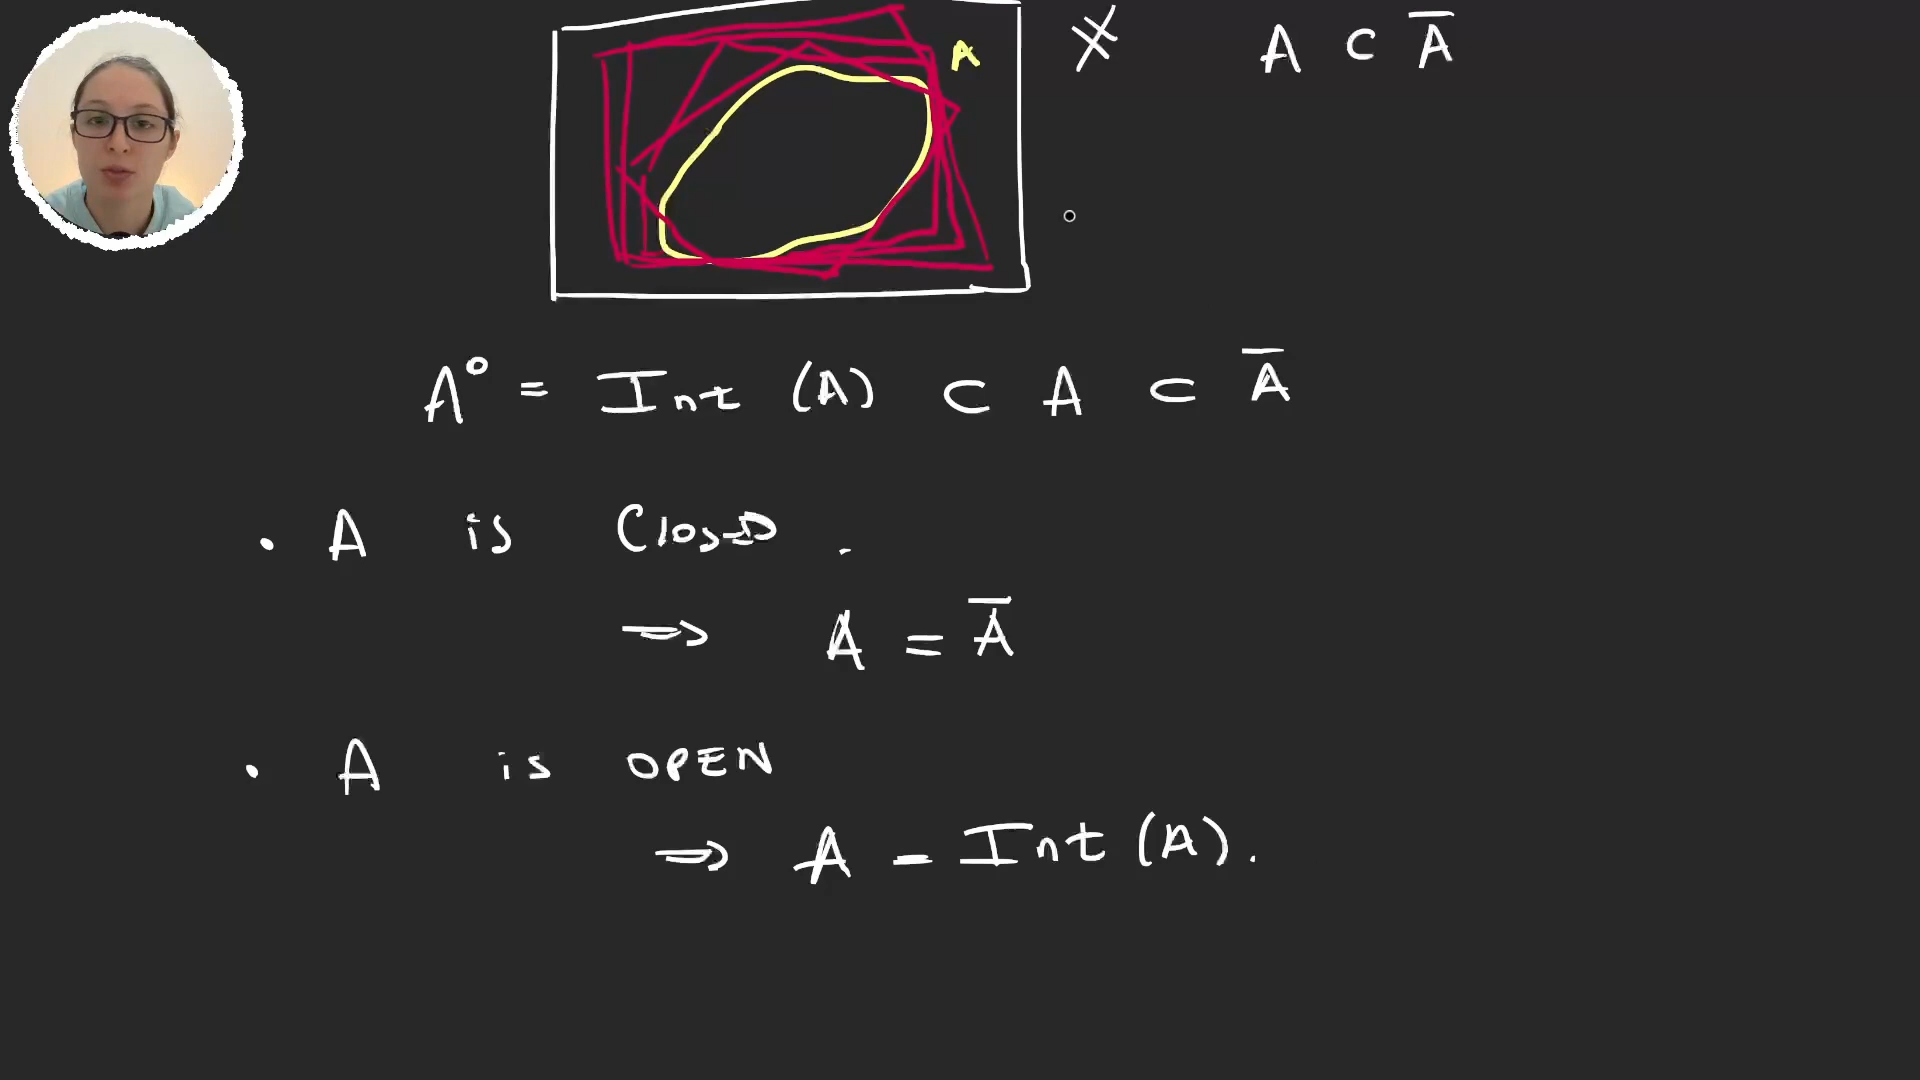 A
* A ⊂ A̅
A° = Int (A) ⊂ A ⊂ A̅
• A is CLOSED.
⇒ A = A̅
• A is OPEN
⇒ A = Int (A).